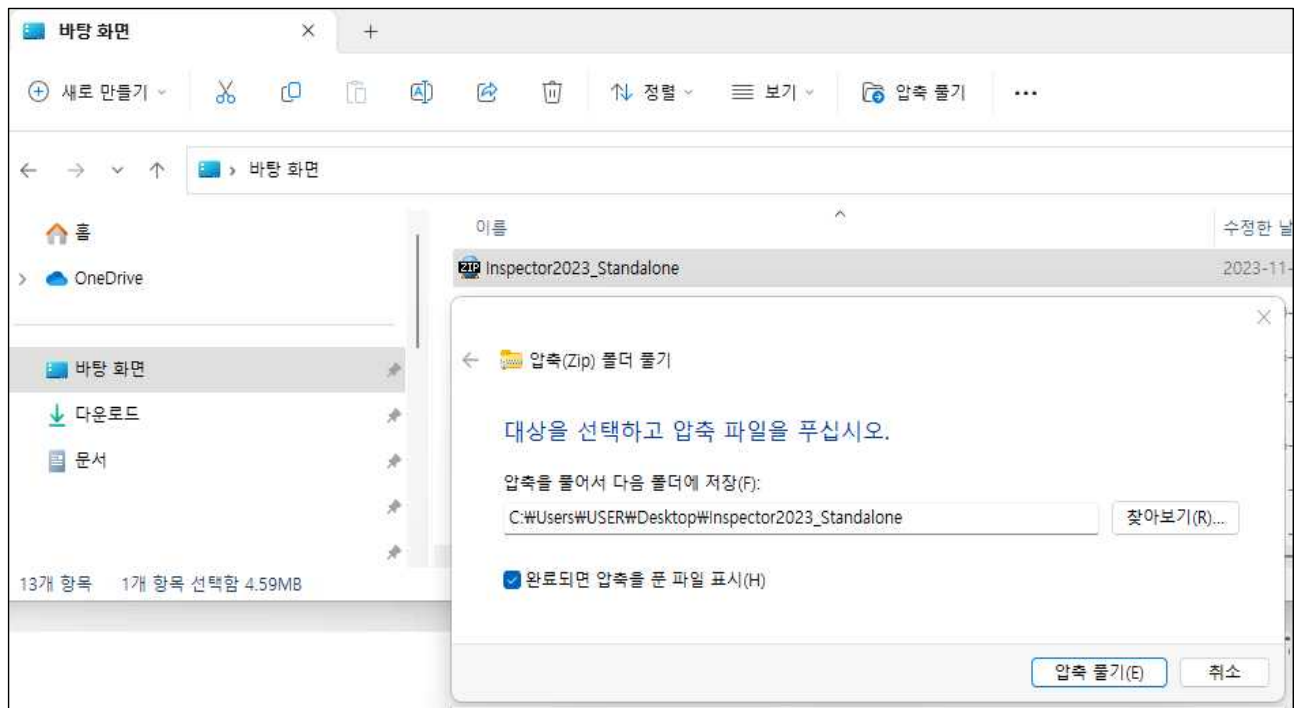 바탕 화면
새로 만들기
정렬
보기
압축 풀기
바탕 화면
홈
OneDrive
바탕 화면
다운로드
문서
13개 항목 1개 항목 선택함 4.59MB
이름 수정한 날
ZIP Inspector2023_Standalone 2023-11-
압축(Zip) 폴더 풀기
대상을 선택하고 압축 파일을 푸십시오.
압축을 풀어서 다음 폴더에 저장(F):
C:₩Users₩USER₩Desktop₩Inspector2023_Standalone 찾아보기(R)...
완료되면 압축을 푼 파일 표시(H)
압축 풀기(E) 취소